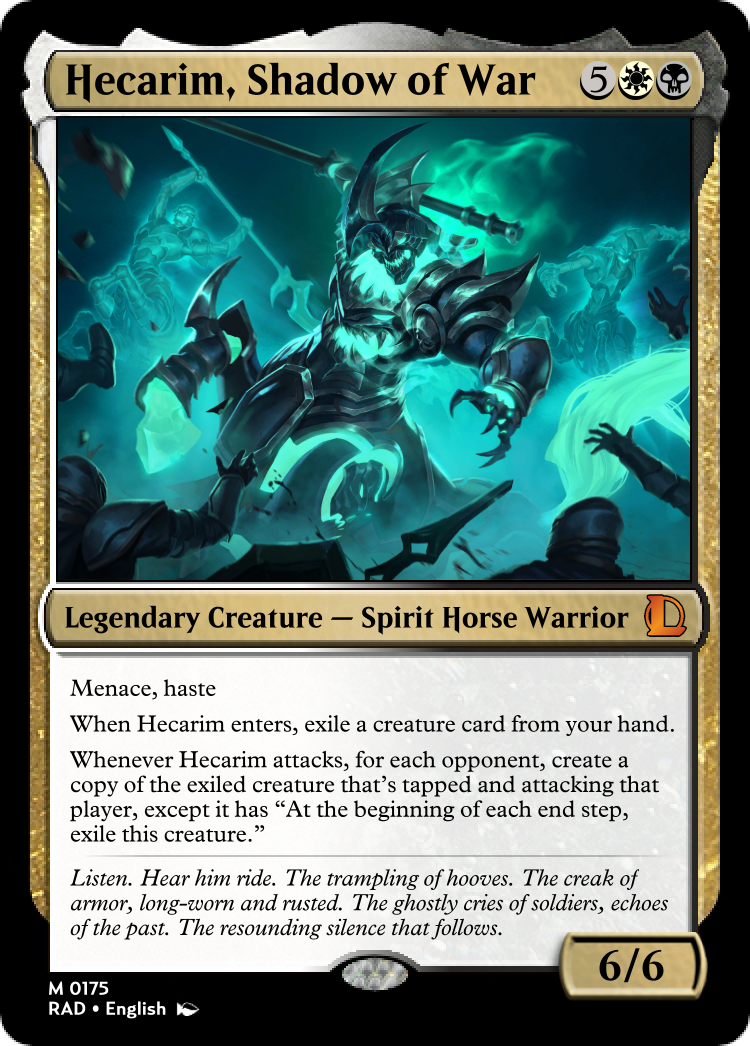 Hecarim, Shadow of War 5
Legendary Creature — Spirit Horse Warrior
Menace, haste
When Hecarim enters, exile a creature card from your hand.
Whenever Hecarim attacks, for each opponent, create a
copy of the exiled creature that's tapped and attacking that
player, except it has “At the beginning of each end step,
exile this creature.”
Listen. Hear him ride. The trampling of hooves. The creak of
armor, long-worn and rusted. The ghostly cries of soldiers, echoes
of the past. The resounding silence that follows.
6/6
M 0175
RAD • English